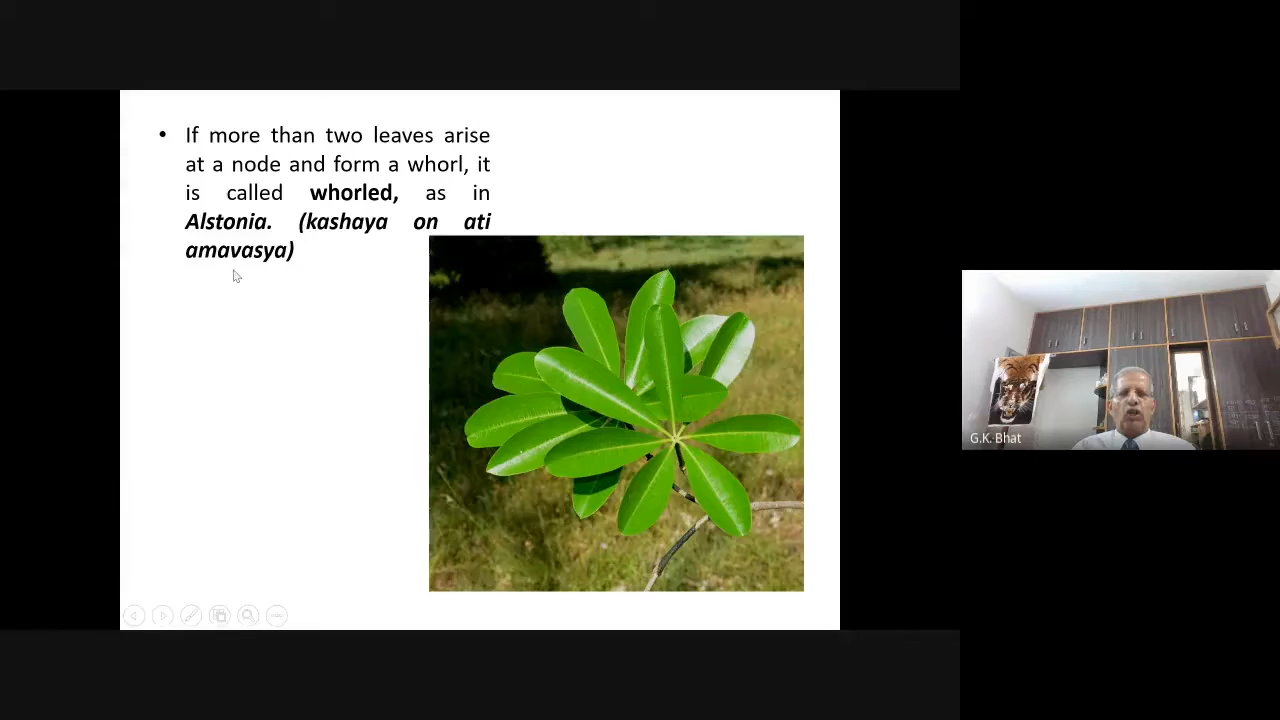 • If more than two leaves arise
at a node and form a whorl, it
is called whorled, as in
Alstonia. (kashaya on ati
amavasya)
G.K. Bhat